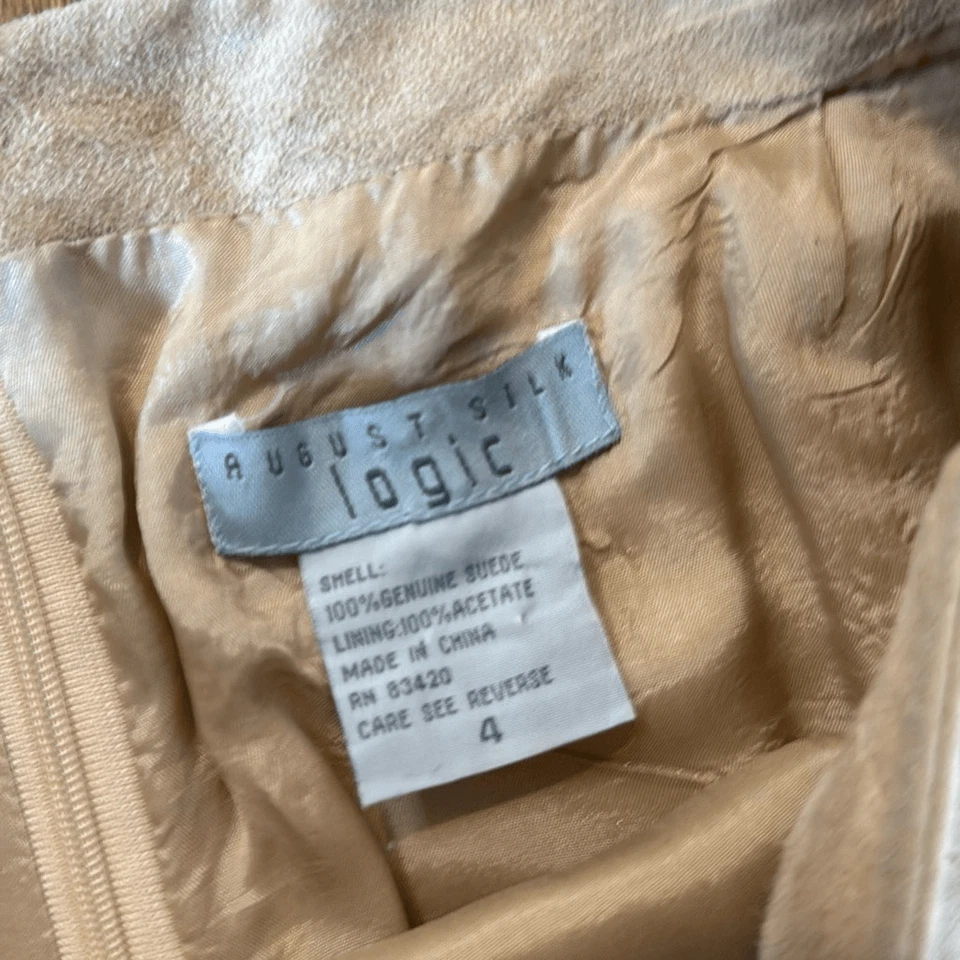 AUGUST SILK
logic
SHELL:
100%GENUINE SUEDE
LINING:100%ACETATE
MADE IN CHINA
RN 83420
CARE SEE REVERSE
4